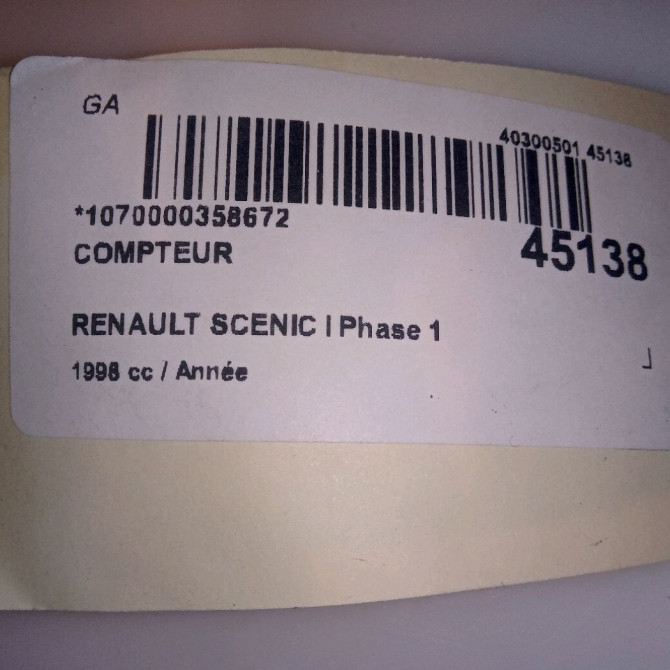 GA
40300501 45138
*1070000358672
45138
COMPTEUR
RENAULT SCENIC I Phase 1
1998 cc / Année